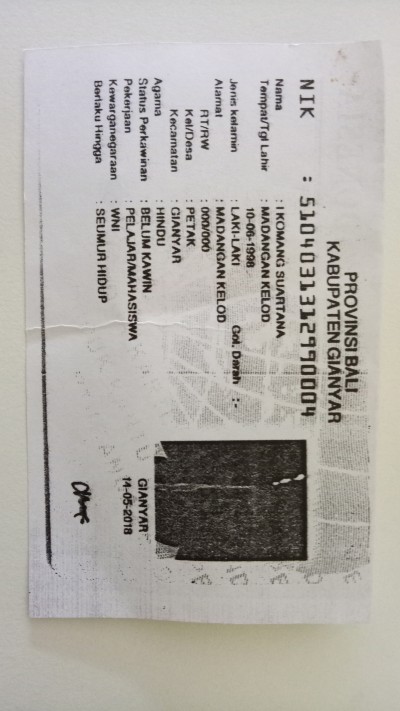 PROVINSI BALI
KABUPATEN GIANYAR
NIK : 5104031312990004
Nama : I KOMANG SUARTANA
Tempat/Tgl Lahir : MADANGAN KELOD
10-06-1998
Jenis kelamin : LAKI-LAKI Gol. Darah :-
Alamat : MADANGAN KELOD
RT/RW : 000/000
Kel/Desa : PETAK
Kecamatan : GIANYAR
Agama : HINDU
Status Perkawinan : BELUM KAWIN
Pekerjaan : PELAJAR/MAHASISWA
Kewarganegaraan : WNI
Berlaku Hingga : SEUMUR HIDUP
GIANYAR
14-05-2018